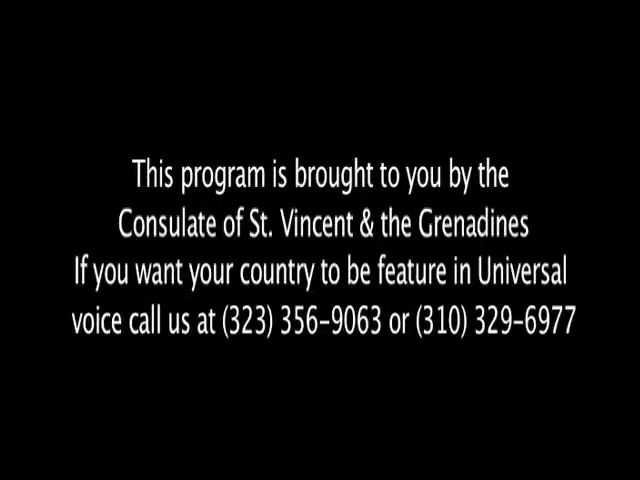 This program is brought to you by the
Consulate of St. Vincent & the Grenadines
If you want your country to be feature in Universal
voice call us at (323) 356-9063 or (310) 329-6977